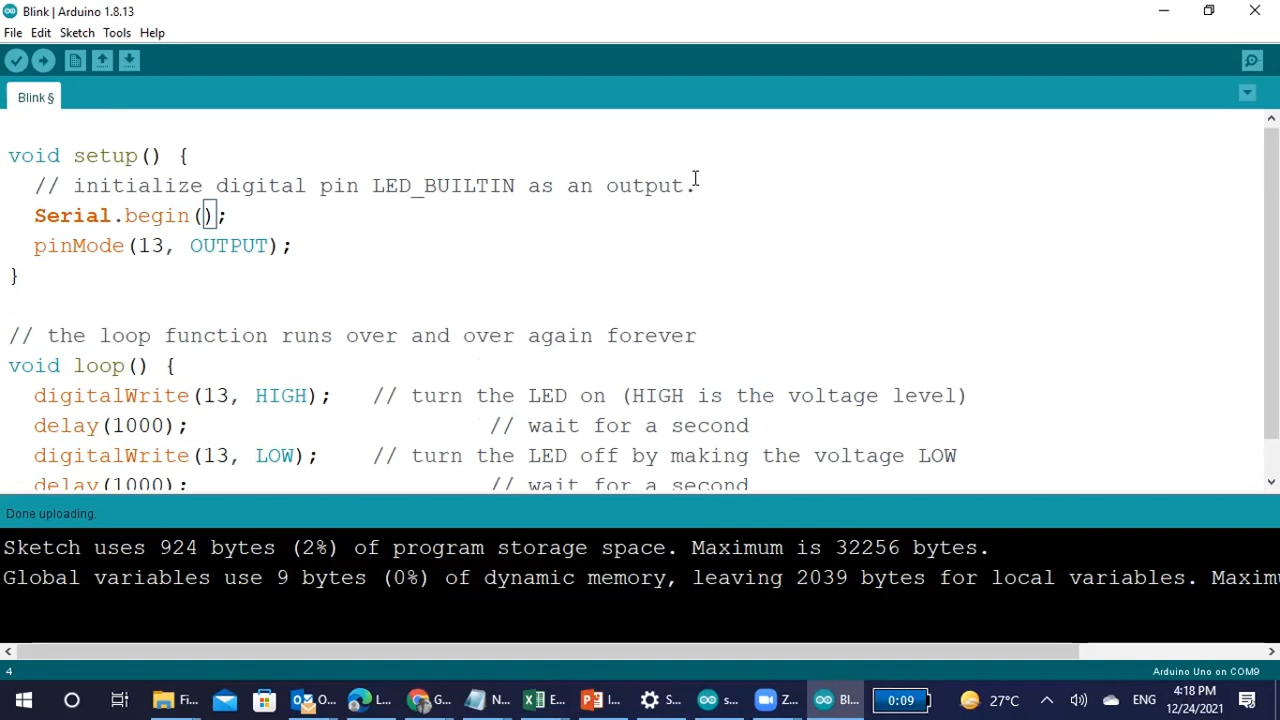 Blink | Arduino 1.8.13
File Edit Sketch Tools Help
Blink §
void setup() {
// initialize digital pin LED_BUILTIN as an output.
Serial.begin();
pinMode(13, OUTPUT);
}
// the loop function runs over and over again forever
void loop() {
digitalWrite(13, HIGH); // turn the LED on (HIGH is the voltage level)
delay(1000); // wait for a second
digitalWrite(13, LOW); // turn the LED off by making the voltage LOW
delay(1000); // wait for a second
Done uploading.
Sketch uses 924 bytes (2%) of program storage space. Maximum is 32256 bytes.
Global variables use 9 bytes (0%) of dynamic memory, leaving 2039 bytes for local variables. Maximu
4 Arduino Uno on COM9
Fi... O... L... G... N... E... I... S... s... Z... Bl... 0:09 27°C ENG 4:18 PM
12/24/2021